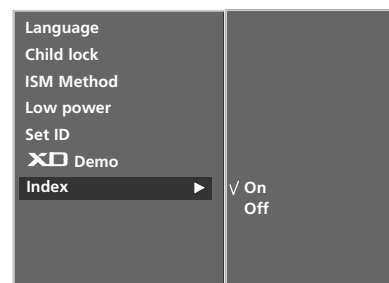 Language
Child lock
ISM Method
Low power
Set ID
XD Demo
Index ► √ On
Off